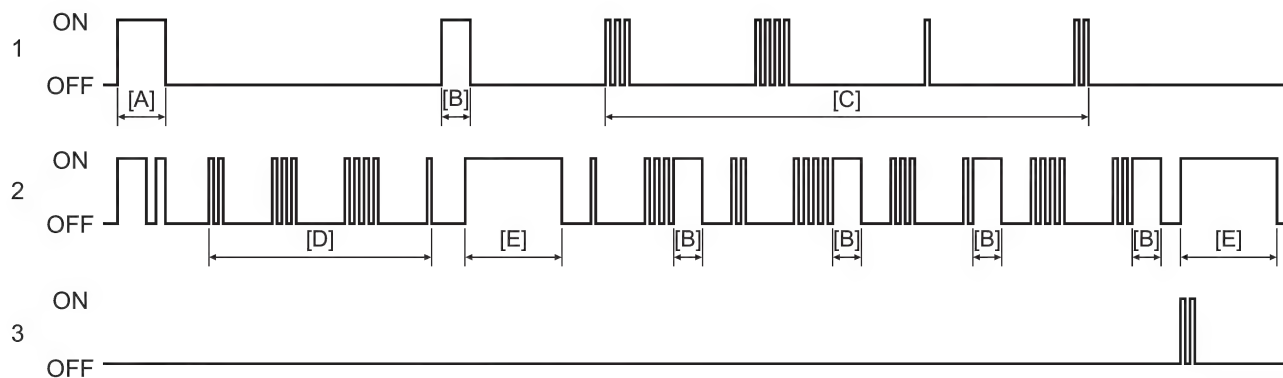 ON
1
OFF
[A] [B] [C]
ON
2
OFF
[D] [E] [B] [B] [B] [B] [E]
ON
3
OFF